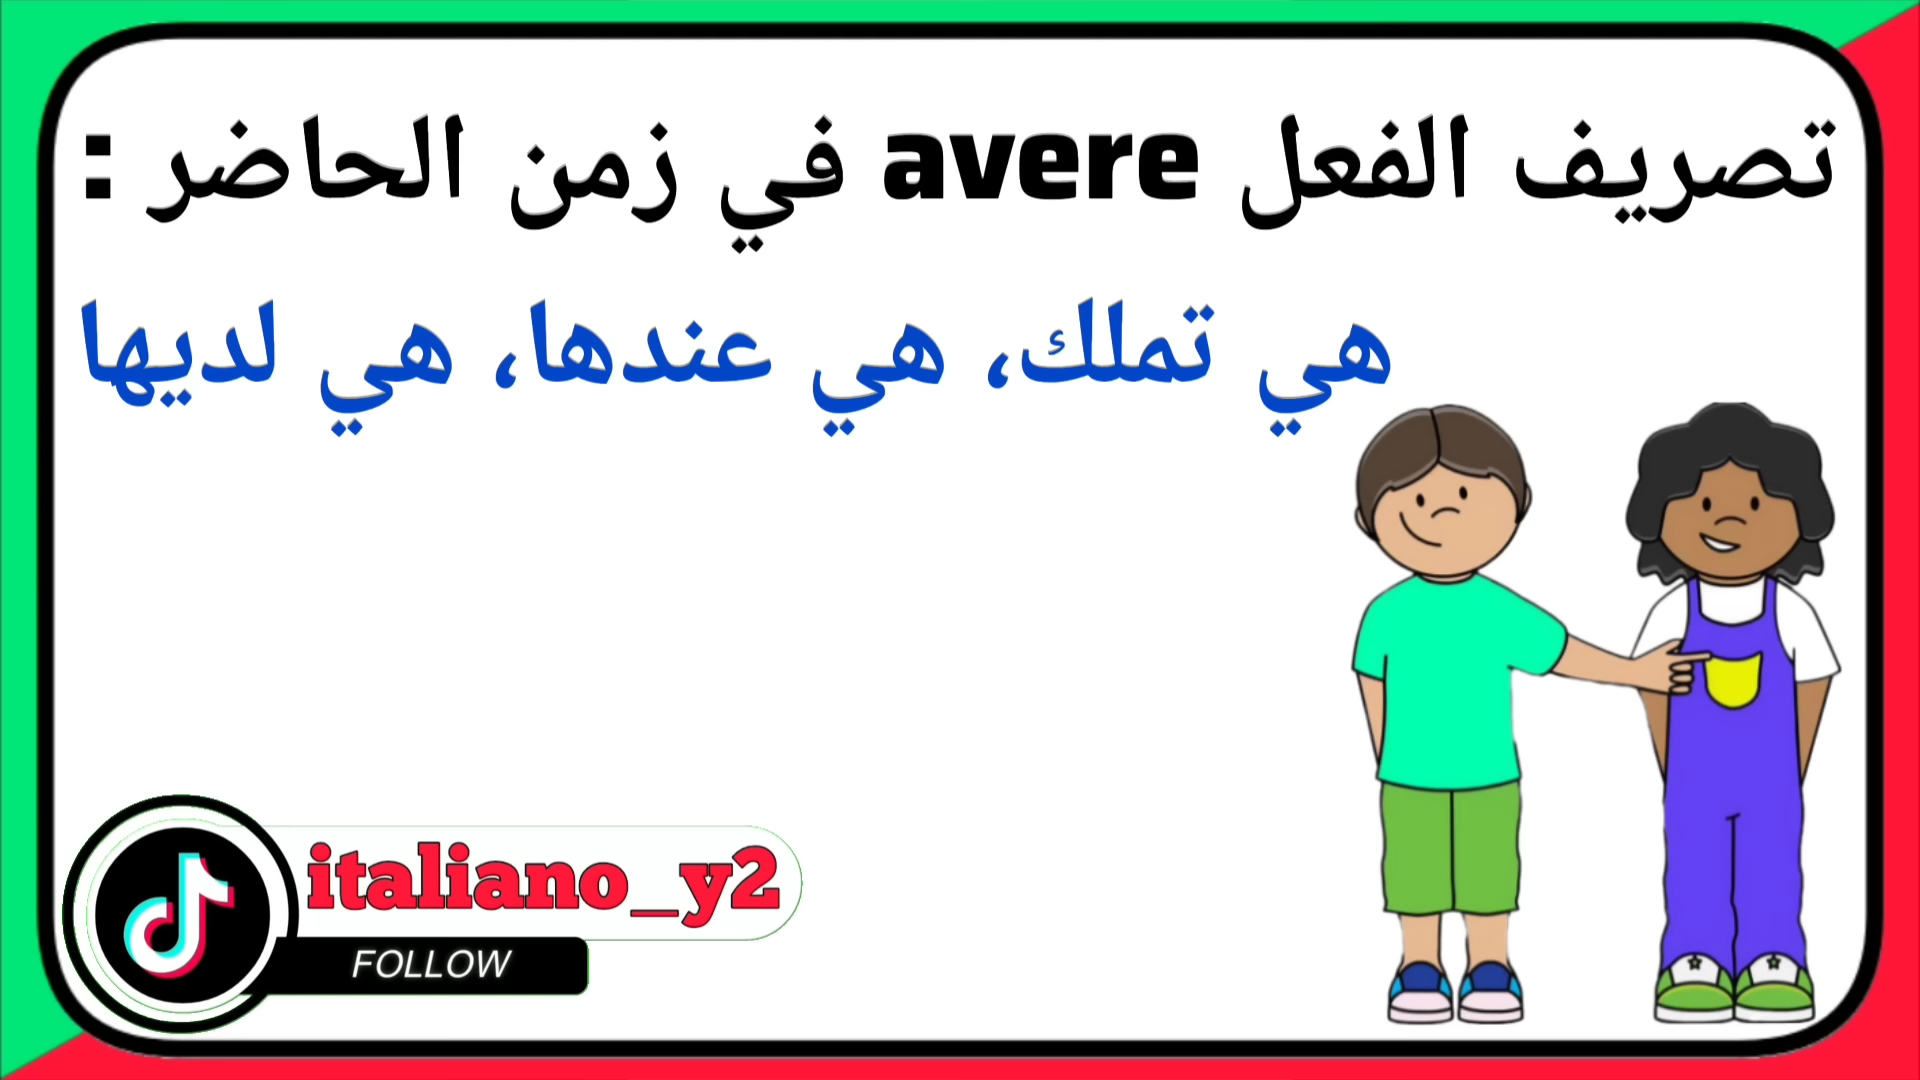 تصريف الفعل avere في زمن الحاضر :
هي تملك، هي عندها، هي لديها
italiano_y2
FOLLOW